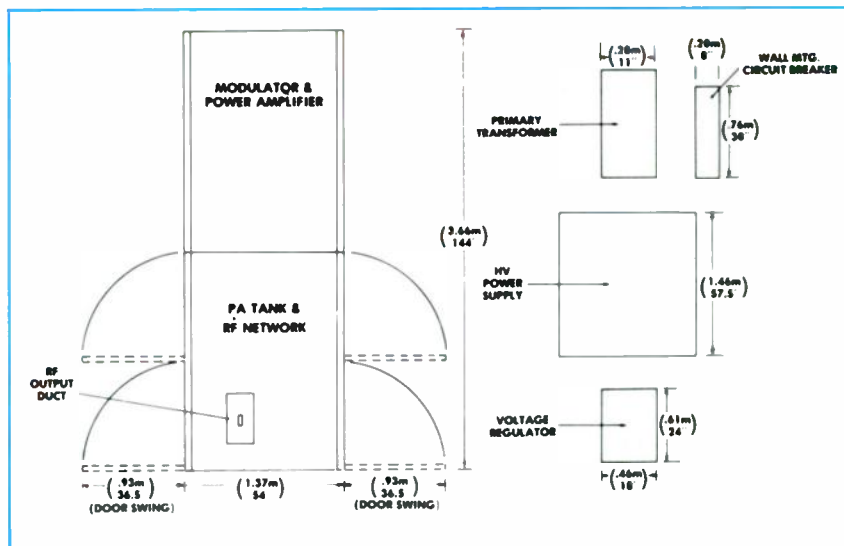 MODULATOR &
POWER AMPLIFIER
PA TANK &
RF NETWORK
RF
OUTPUT
DUCT
(.93m
36.5)
(DOOR SWING)
(1.37m
54)
(.93m
36.5)
(DOOR SWING)
(3.66m
144")
(.28m
11")
(.20m
8")
WALL MTG.
CIRCUIT BREAKER
PRIMARY
TRANSFORMER
(.76m
30")
HV
POWER
SUPPLY
(1.46m
57.5")
VOLTAGE
REGULATOR
(.61m
24")
(.46m
18")